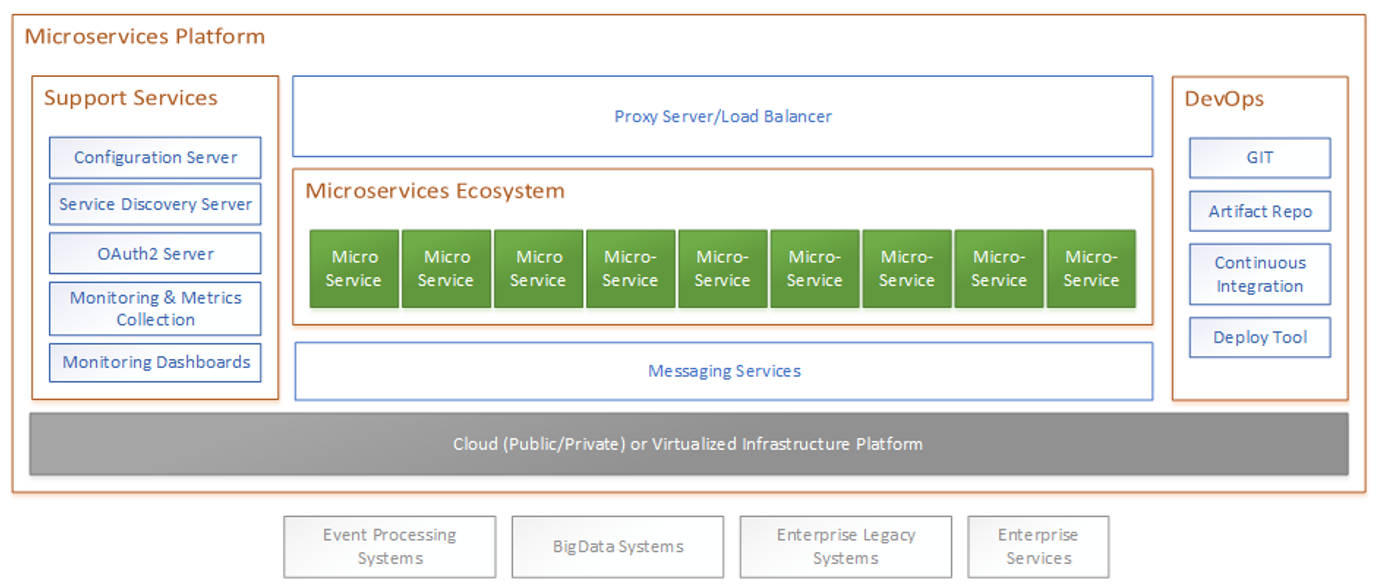 Microservices Platform
Support Services
Configuration Server
Service Discovery Server
OAuth2 Server
Monitoring & Metrics
Collection
Monitoring Dashboards
Proxy Server/Load Balancer
Microservices Ecosystem
Micro
Service
Micro
Service
Micro
Service
Micro-
Service
Micro-
Service
Micro-
Service
Micro-
Service
Micro-
Service
Micro-
Service
Messaging Services
DevOps
GIT
Artifact Repo
Continuous
Integration
Deploy Tool
Cloud (Public/Private) or Virtualized Infrastructure Platform
Event Processing
Systems
BigData Systems
Enterprise Legacy
Systems
Enterprise
Services